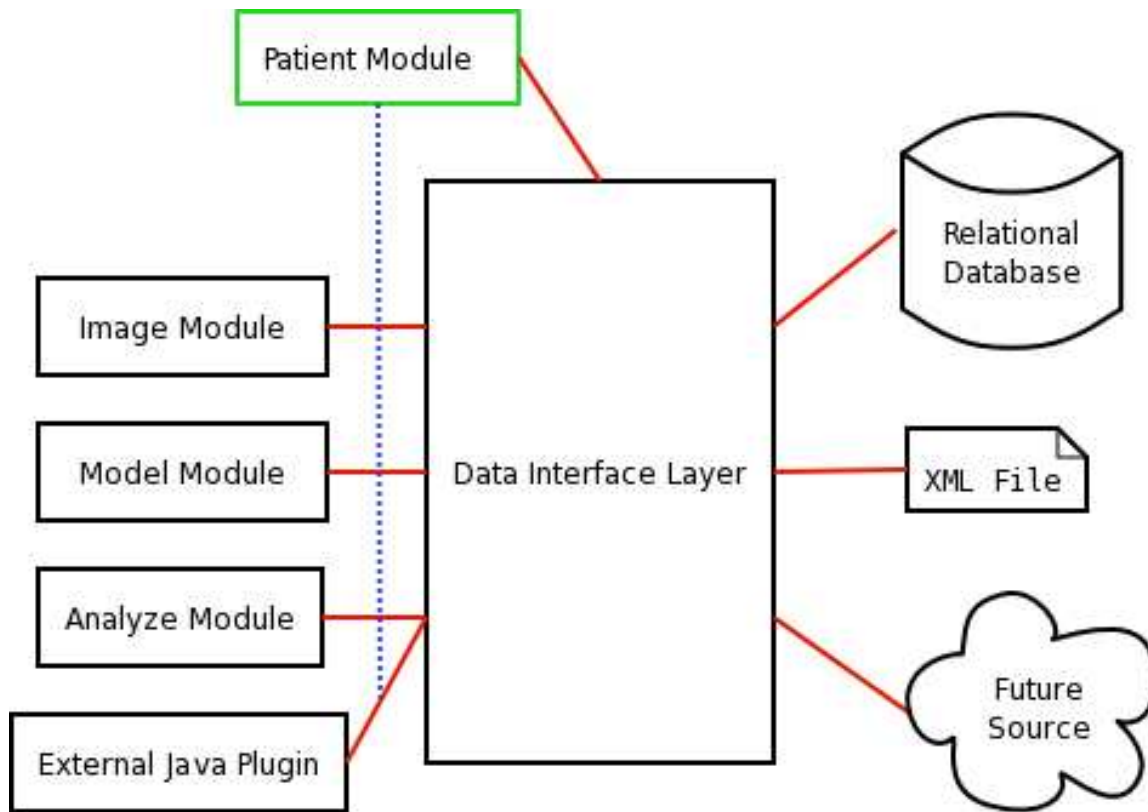 Patient Module
Relational
Database
Image Module
Model Module
Data Interface Layer
XML File
Analyze Module
Future
Source
External Java Plugin